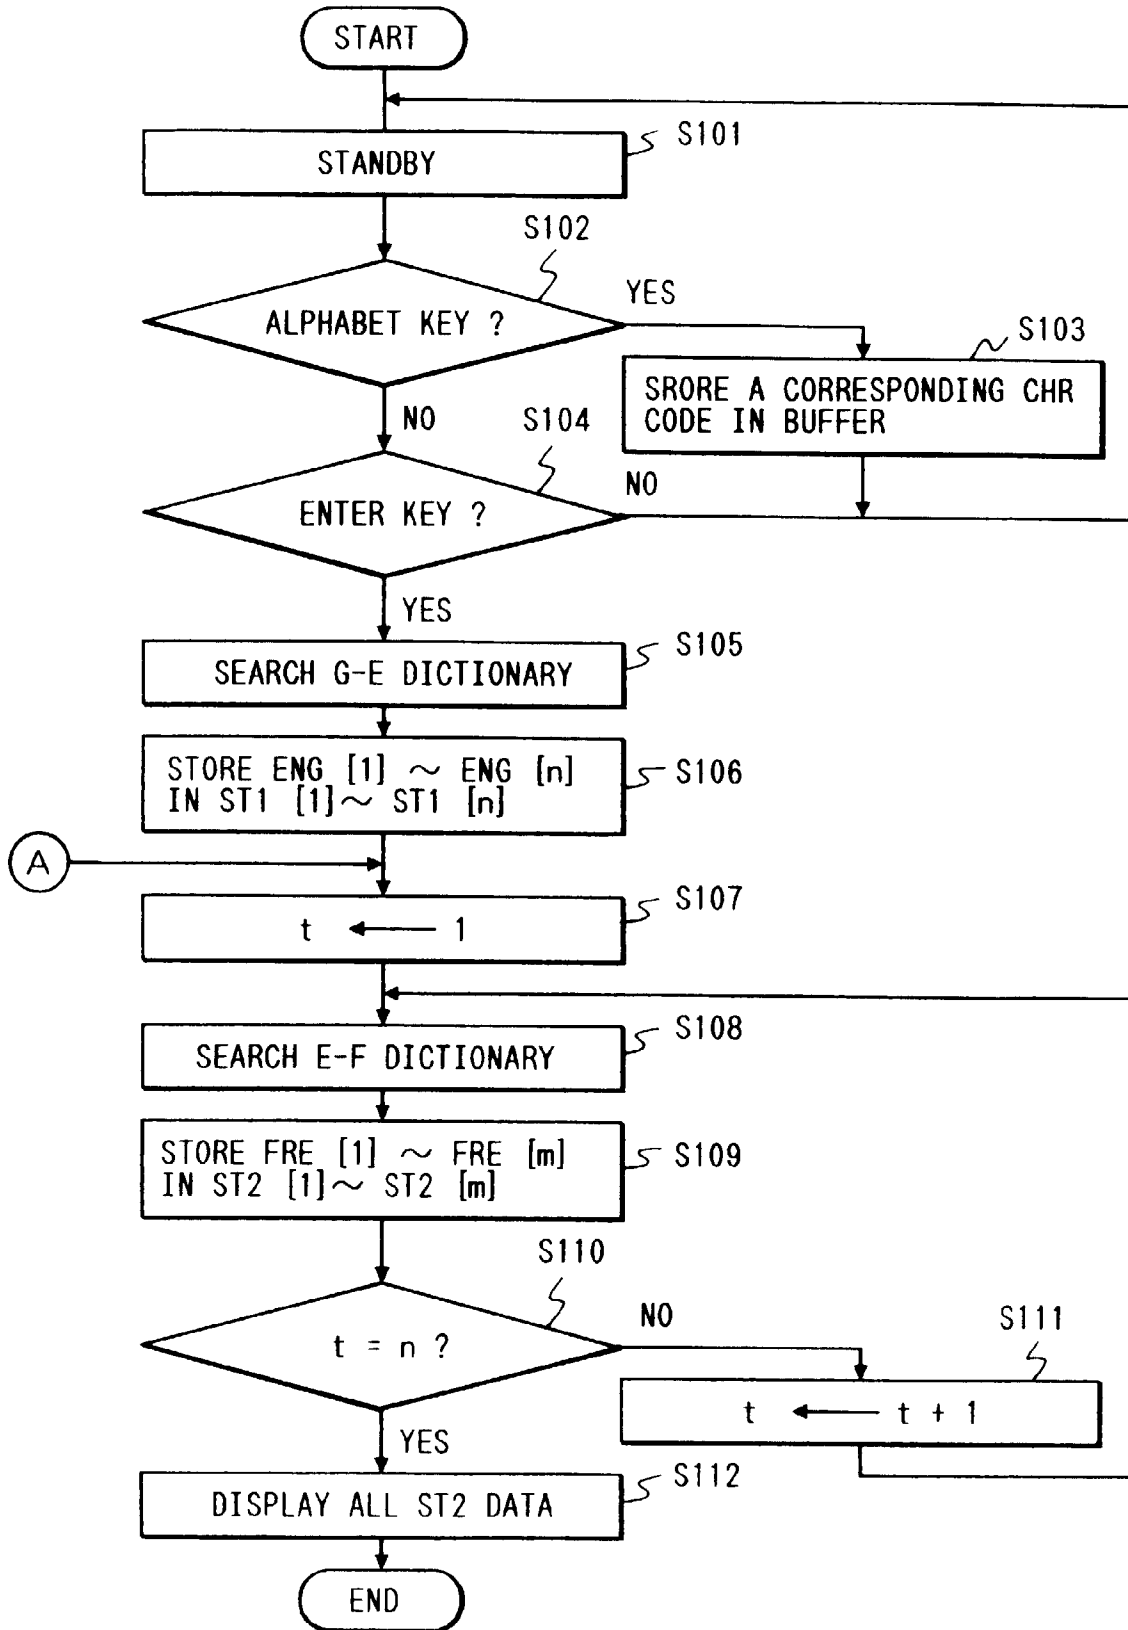 START
STANDBY
S101
S102
ALPHABET KEY ?
YES
S103
SRORE A CORRESPONDING CHR
CODE IN BUFFER
NO
S104
ENTER KEY ?
NO
YES
SEARCH G-E DICTIONARY
S105
STORE ENG [1] ~ ENG [n]
IN ST1 [1]~ ST1 [n]
S106
A
t ← 1
S107
SEARCH E-F DICTIONARY
S108
STORE FRE [1] ~ FRE [m]
IN ST2 [1]~ ST2 [m]
S109
S110
t = n ?
NO
S111
t ← t + 1
YES
DISPLAY ALL ST2 DATA
S112
END